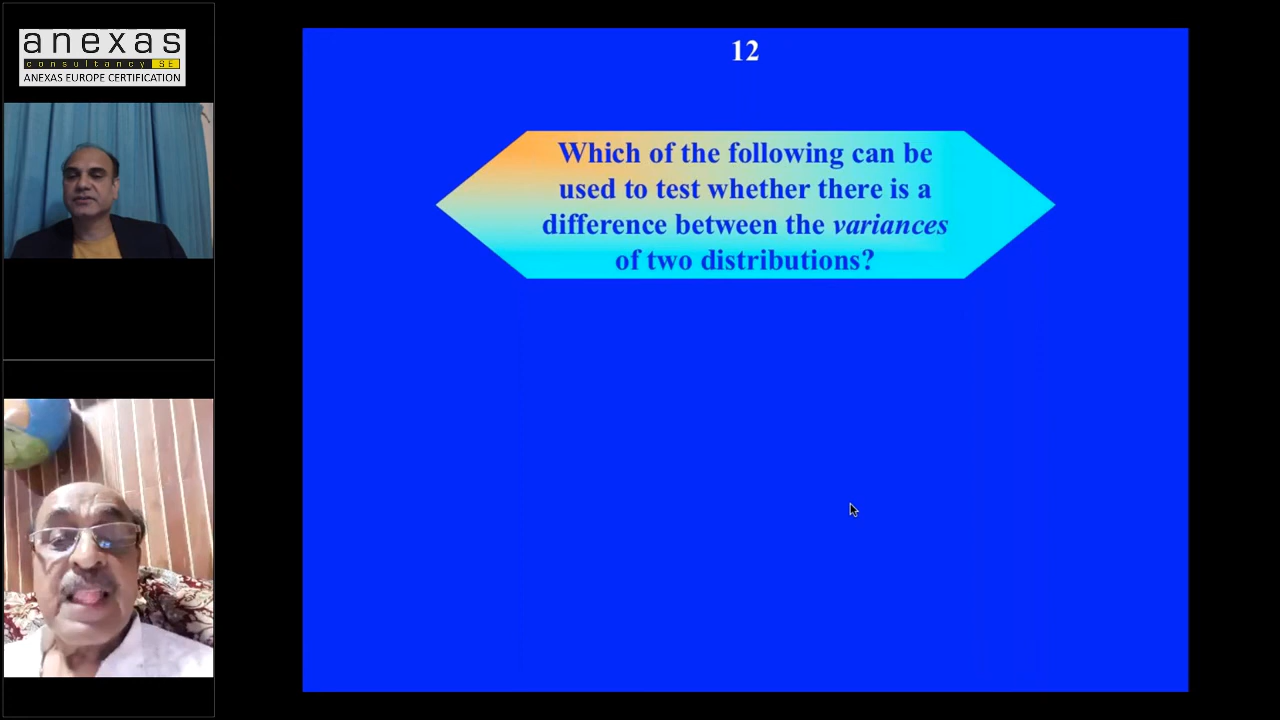 anexas
consultancy SE
ANEXAS EUROPE CERTIFICATION
12
Which of the following can be
used to test whether there is a
difference between the variances
of two distributions?